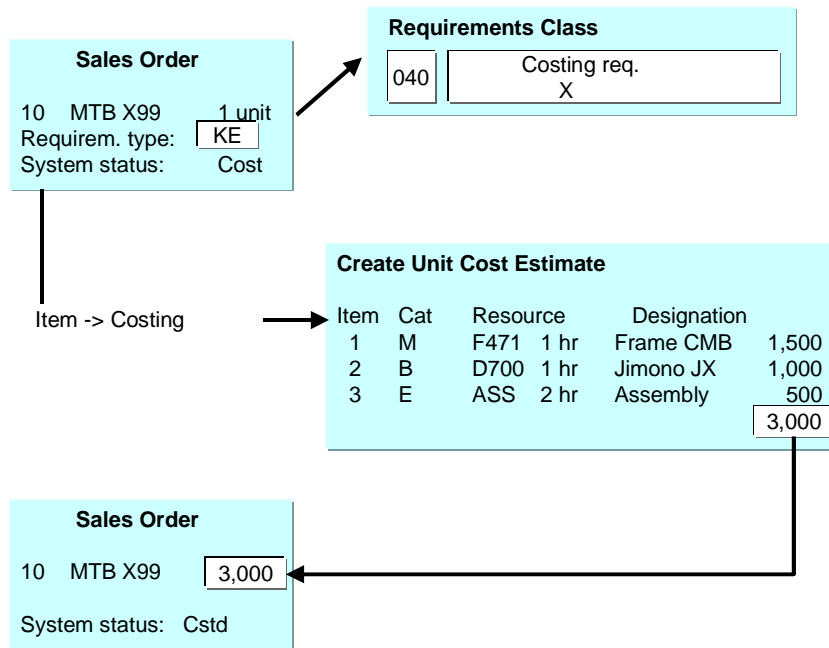 Requirements Class
040
Costing req.
X
Sales Order
10 MTB X99 1 unit
Requirem. type: KE
System status: Cost
Item -> Costing
Create Unit Cost Estimate
Item Cat Resource Designation
1 M F471 1 hr Frame CMB 1,500
2 B D700 1 hr Jimono JX 1,000
3 E ASS 2 hr Assembly 500
3,000
Sales Order
10 MTB X99 3,000
System status: Cstd